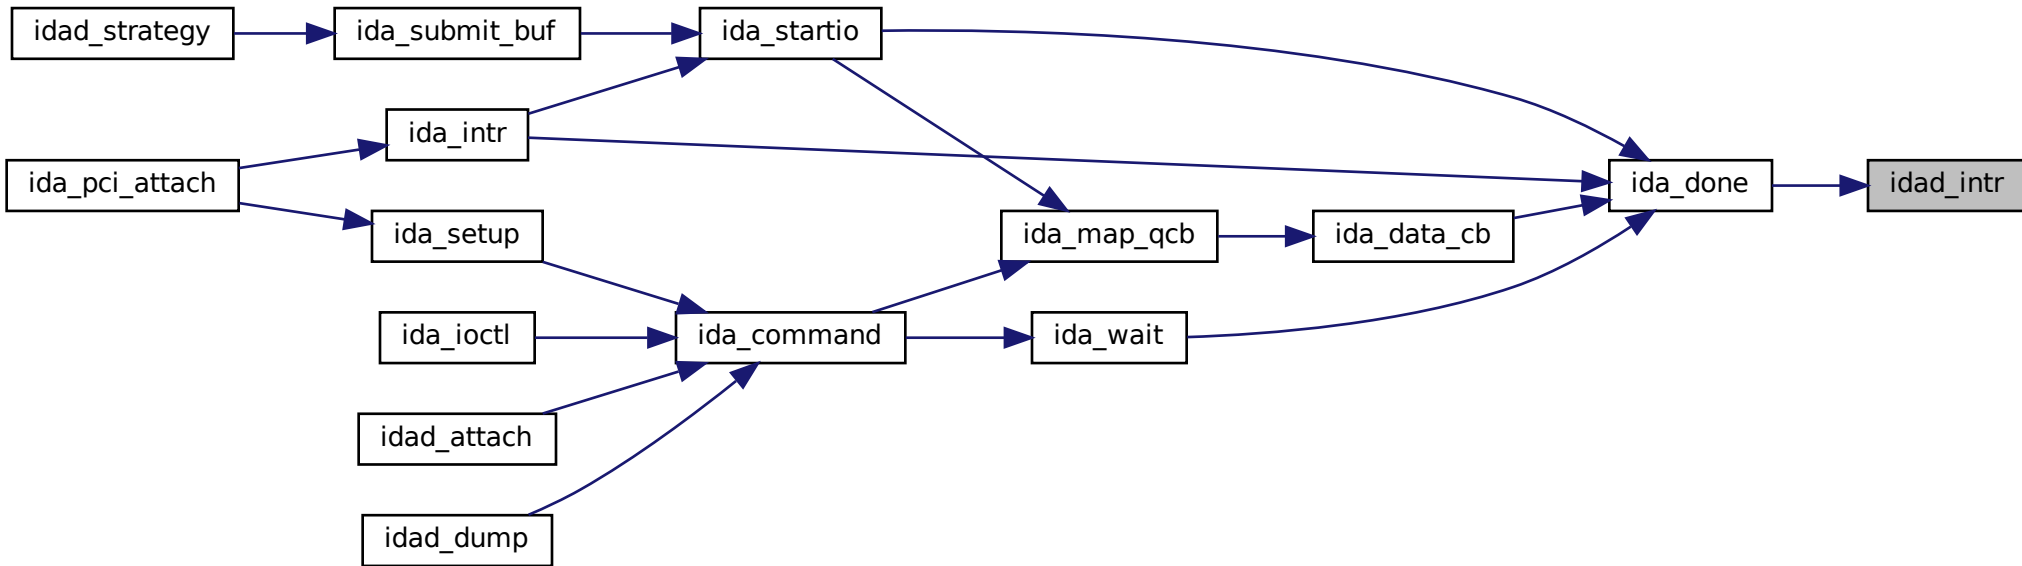 idad_strategy
ida_submit_buf
ida_startio
ida_intr
ida_pci_attach
ida_done
idad_intr
ida_setup
ida_map_qcb
ida_data_cb
ida_ioctl
ida_command
ida_wait
idad_attach
idad_dump